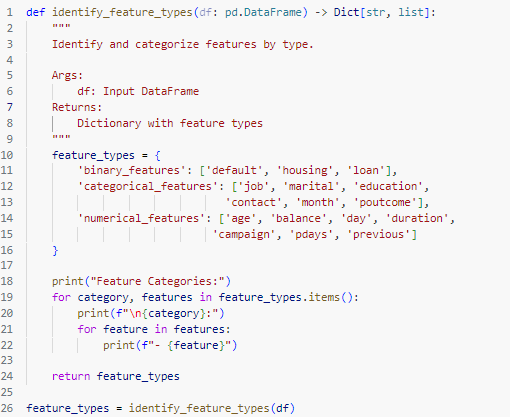 1 def identify_feature_types(df: pd.DataFrame) -> Dict[str, list]:
2     """
3     Identify and categorize features by type.
4
5     Args:
6         df: Input DataFrame
7     Returns:
8         Dictionary with feature types
9     """
10     feature_types = {
11         'binary_features': ['default', 'housing', 'loan'],
12         'categorical_features': ['job', 'marital', 'education',
13                                'contact', 'month', 'poutcome'],
14         'numerical_features': ['age', 'balance', 'day', 'duration',
15                              'campaign', 'pdays', 'previous']
16     }
17
18     print("Feature Categories:")
19     for category, features in feature_types.items():
20         print(f"\n{category}:")
21         for feature in features:
22             print(f"- {feature}")
23
24     return feature_types
25
26 feature_types = identify_feature_types(df)